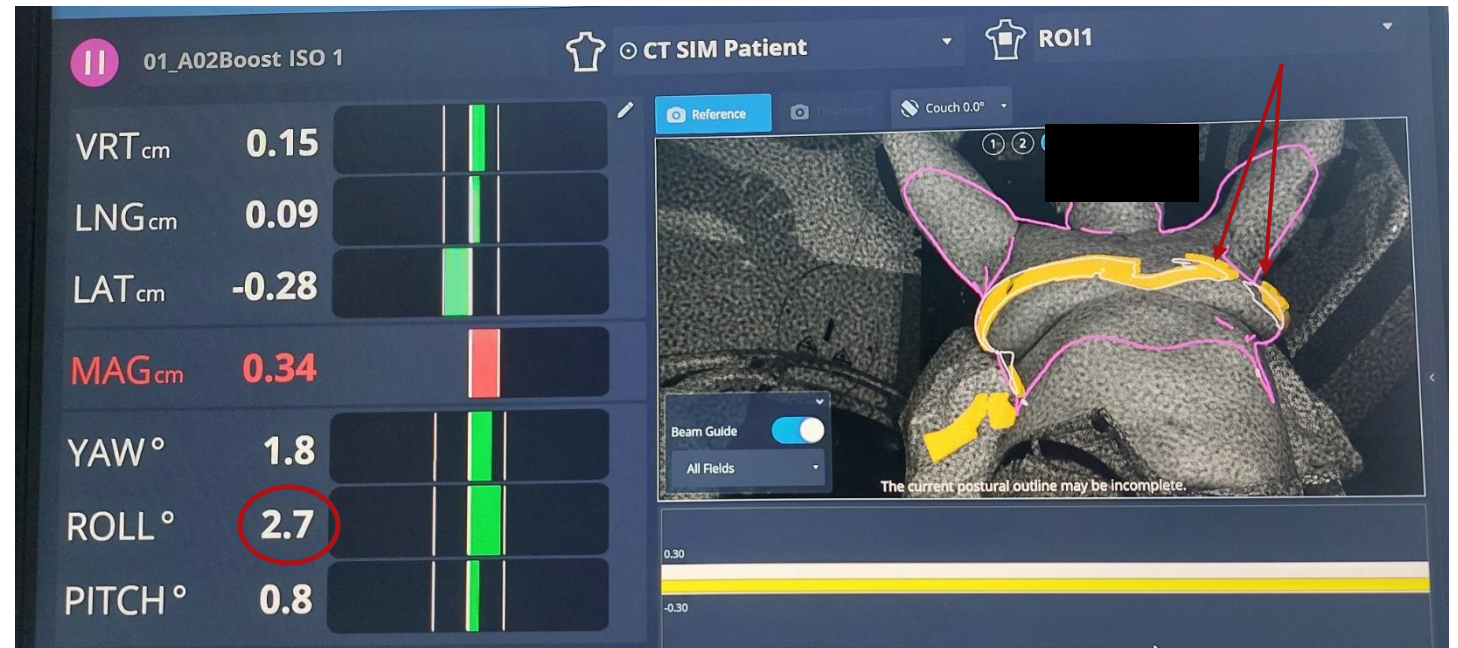 01_A02Boost ISO 1
CT SIM Patient
ROI1
VRT cm 0.15
LNG cm 0.09
LAT cm -0.28
MAG cm 0.34
YAW ° 1.8
ROLL ° 2.7
PITCH ° 0.8
Reference
Treatment
Couch 0.0°
1 2
Beam Guide
All Fields
The current postural outline may be incomplete.
0.30
-0.30